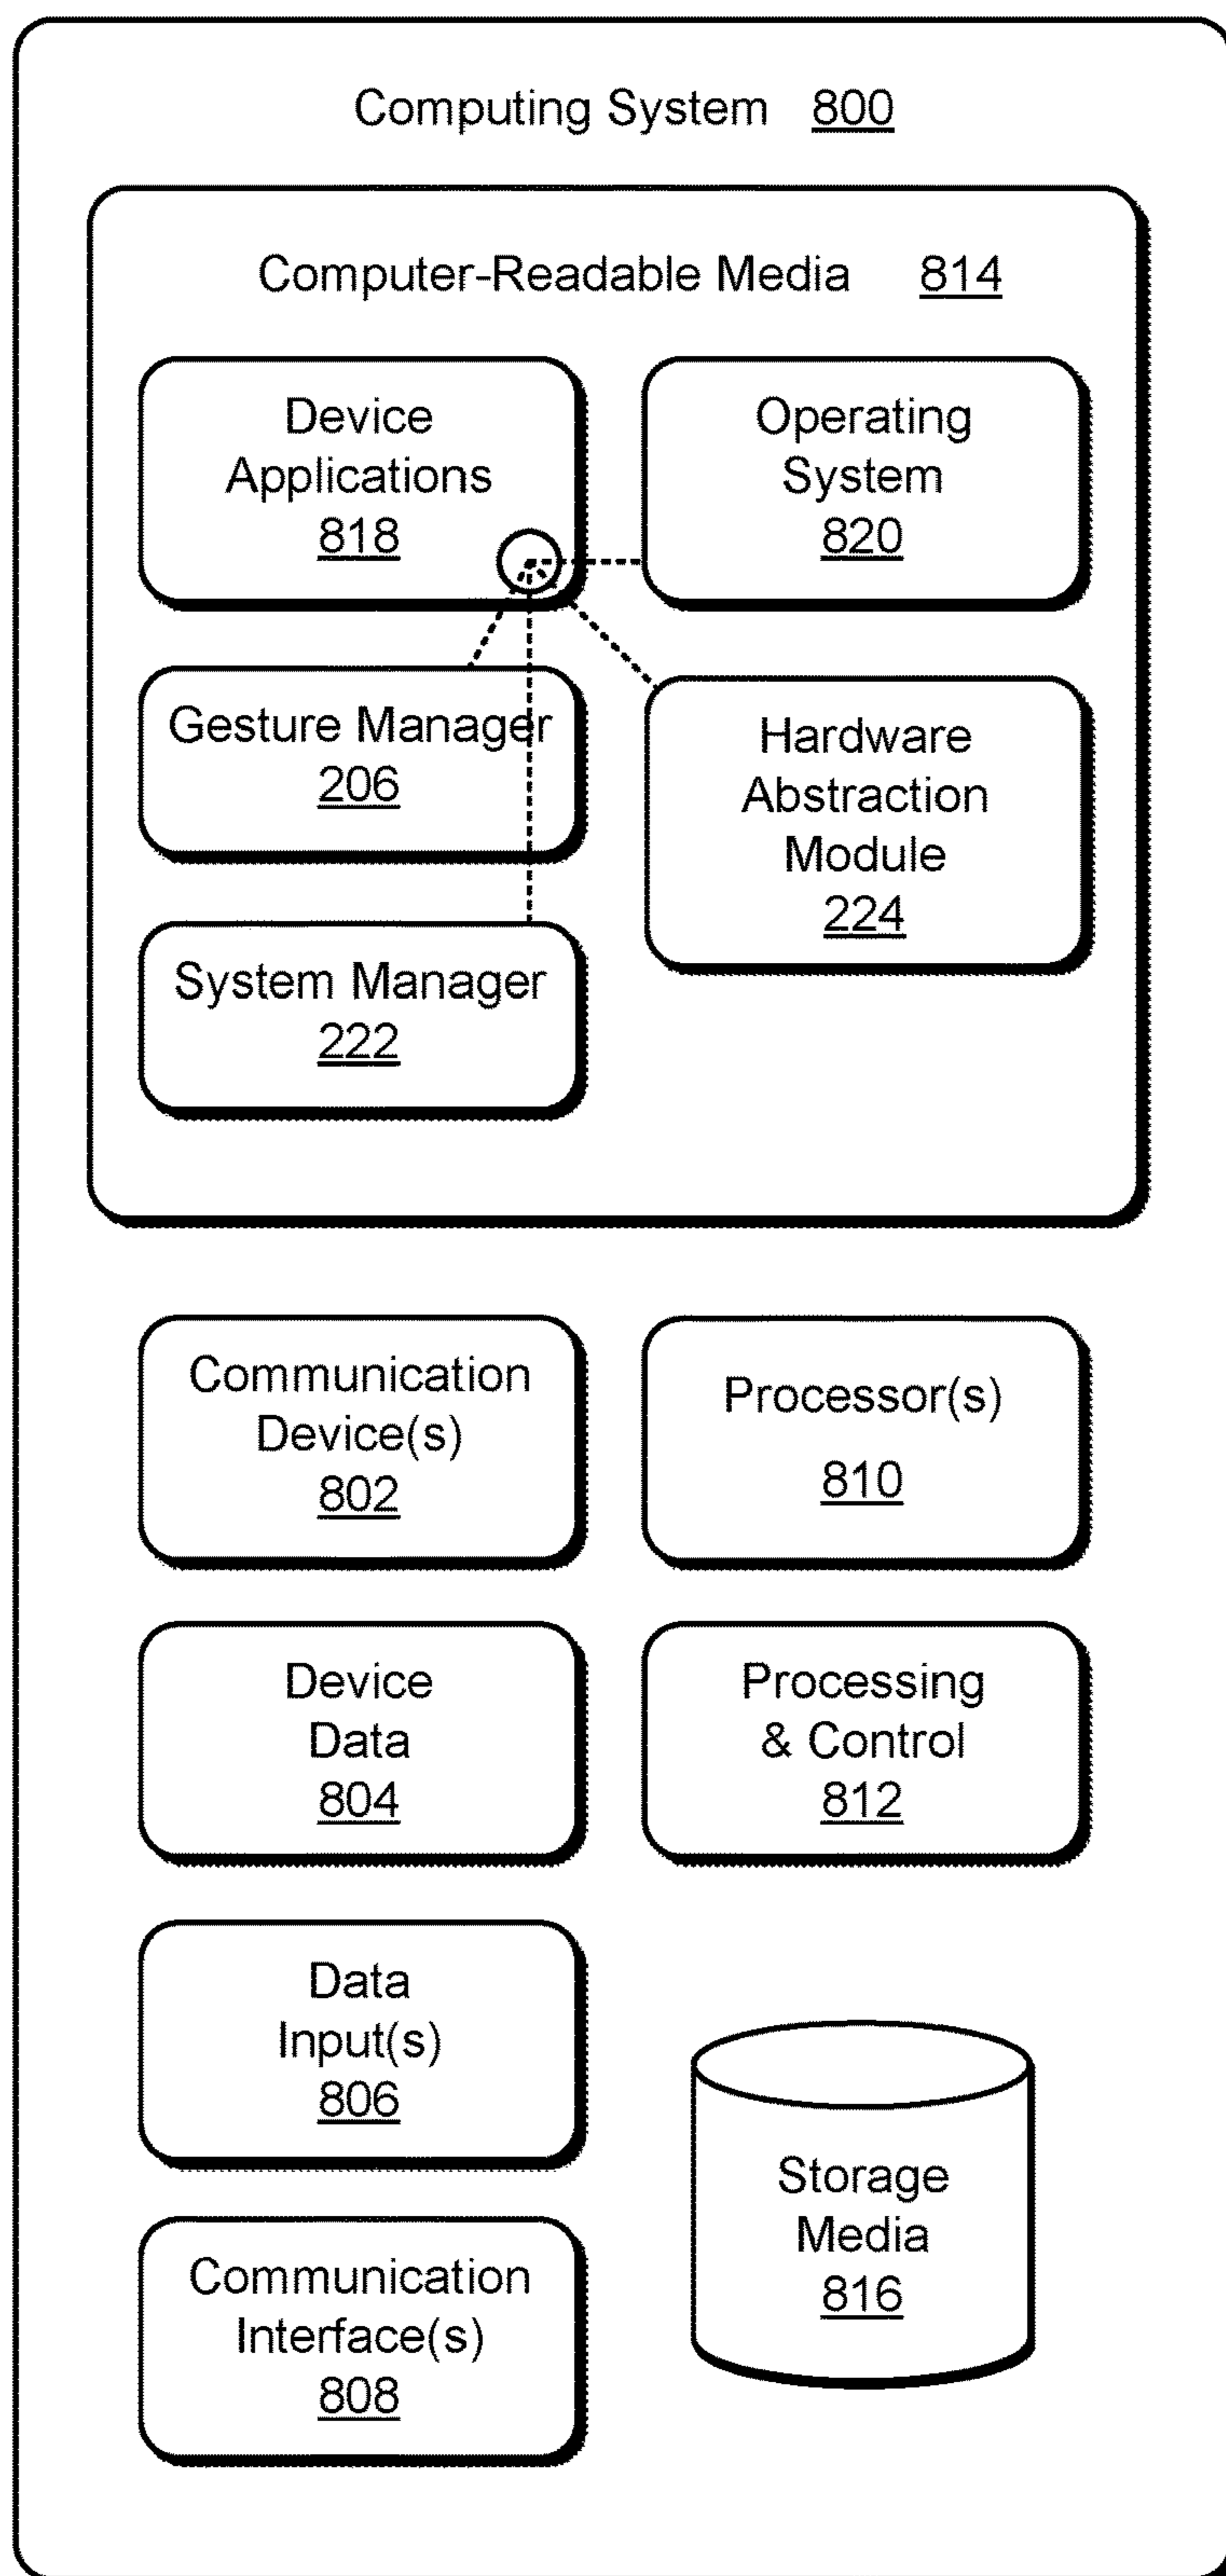 Computing System 800
Computer-Readable Media 814
Device
Applications
818
Operating
System
820
Gesture Manager
206
Hardware
Abstraction
Module
224
System Manager
222
Communication
Device(s)
802
Processor(s)
810
Device
Data
804
Processing
& Control
812
Data
Input(s)
806
Storage
Media
816
Communication
Interface(s)
808